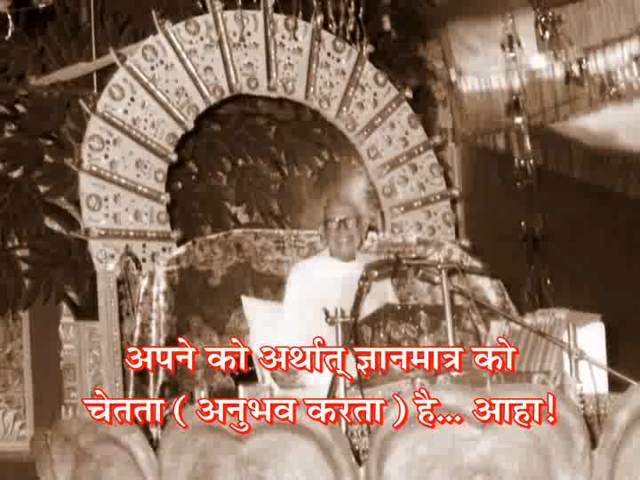 अपने को अर्थात् ज्ञानमात्र को
चेतता ( अनुभव करता ) है... आहा!